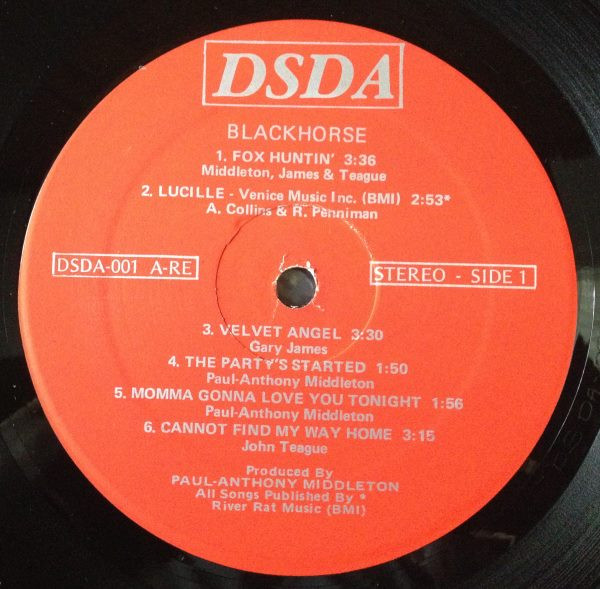 DSDA
BLACKHORSE
1. FOX HUNTIN' 3:36
Middleton, James & Teague
2. LUCILLE - Venice Music Inc. (BMI) 2:53*
A. Collins & R. Penniman
DSDA-001 A-RE
STEREO - SIDE 1
3. VELVET ANGEL 3:30
Gary James
4. THE PARTY'S STARTED 1:50
Paul-Anthony Middleton
5. MOMMA GONNA LOVE YOU TONIGHT 1:56
Paul-Anthony Middleton
6. CANNOT FIND MY WAY HOME 3:15
John Teague
Produced By
PAUL-ANTHONY MIDDLETON
All Songs Published By *
River Rat Music (BMI)